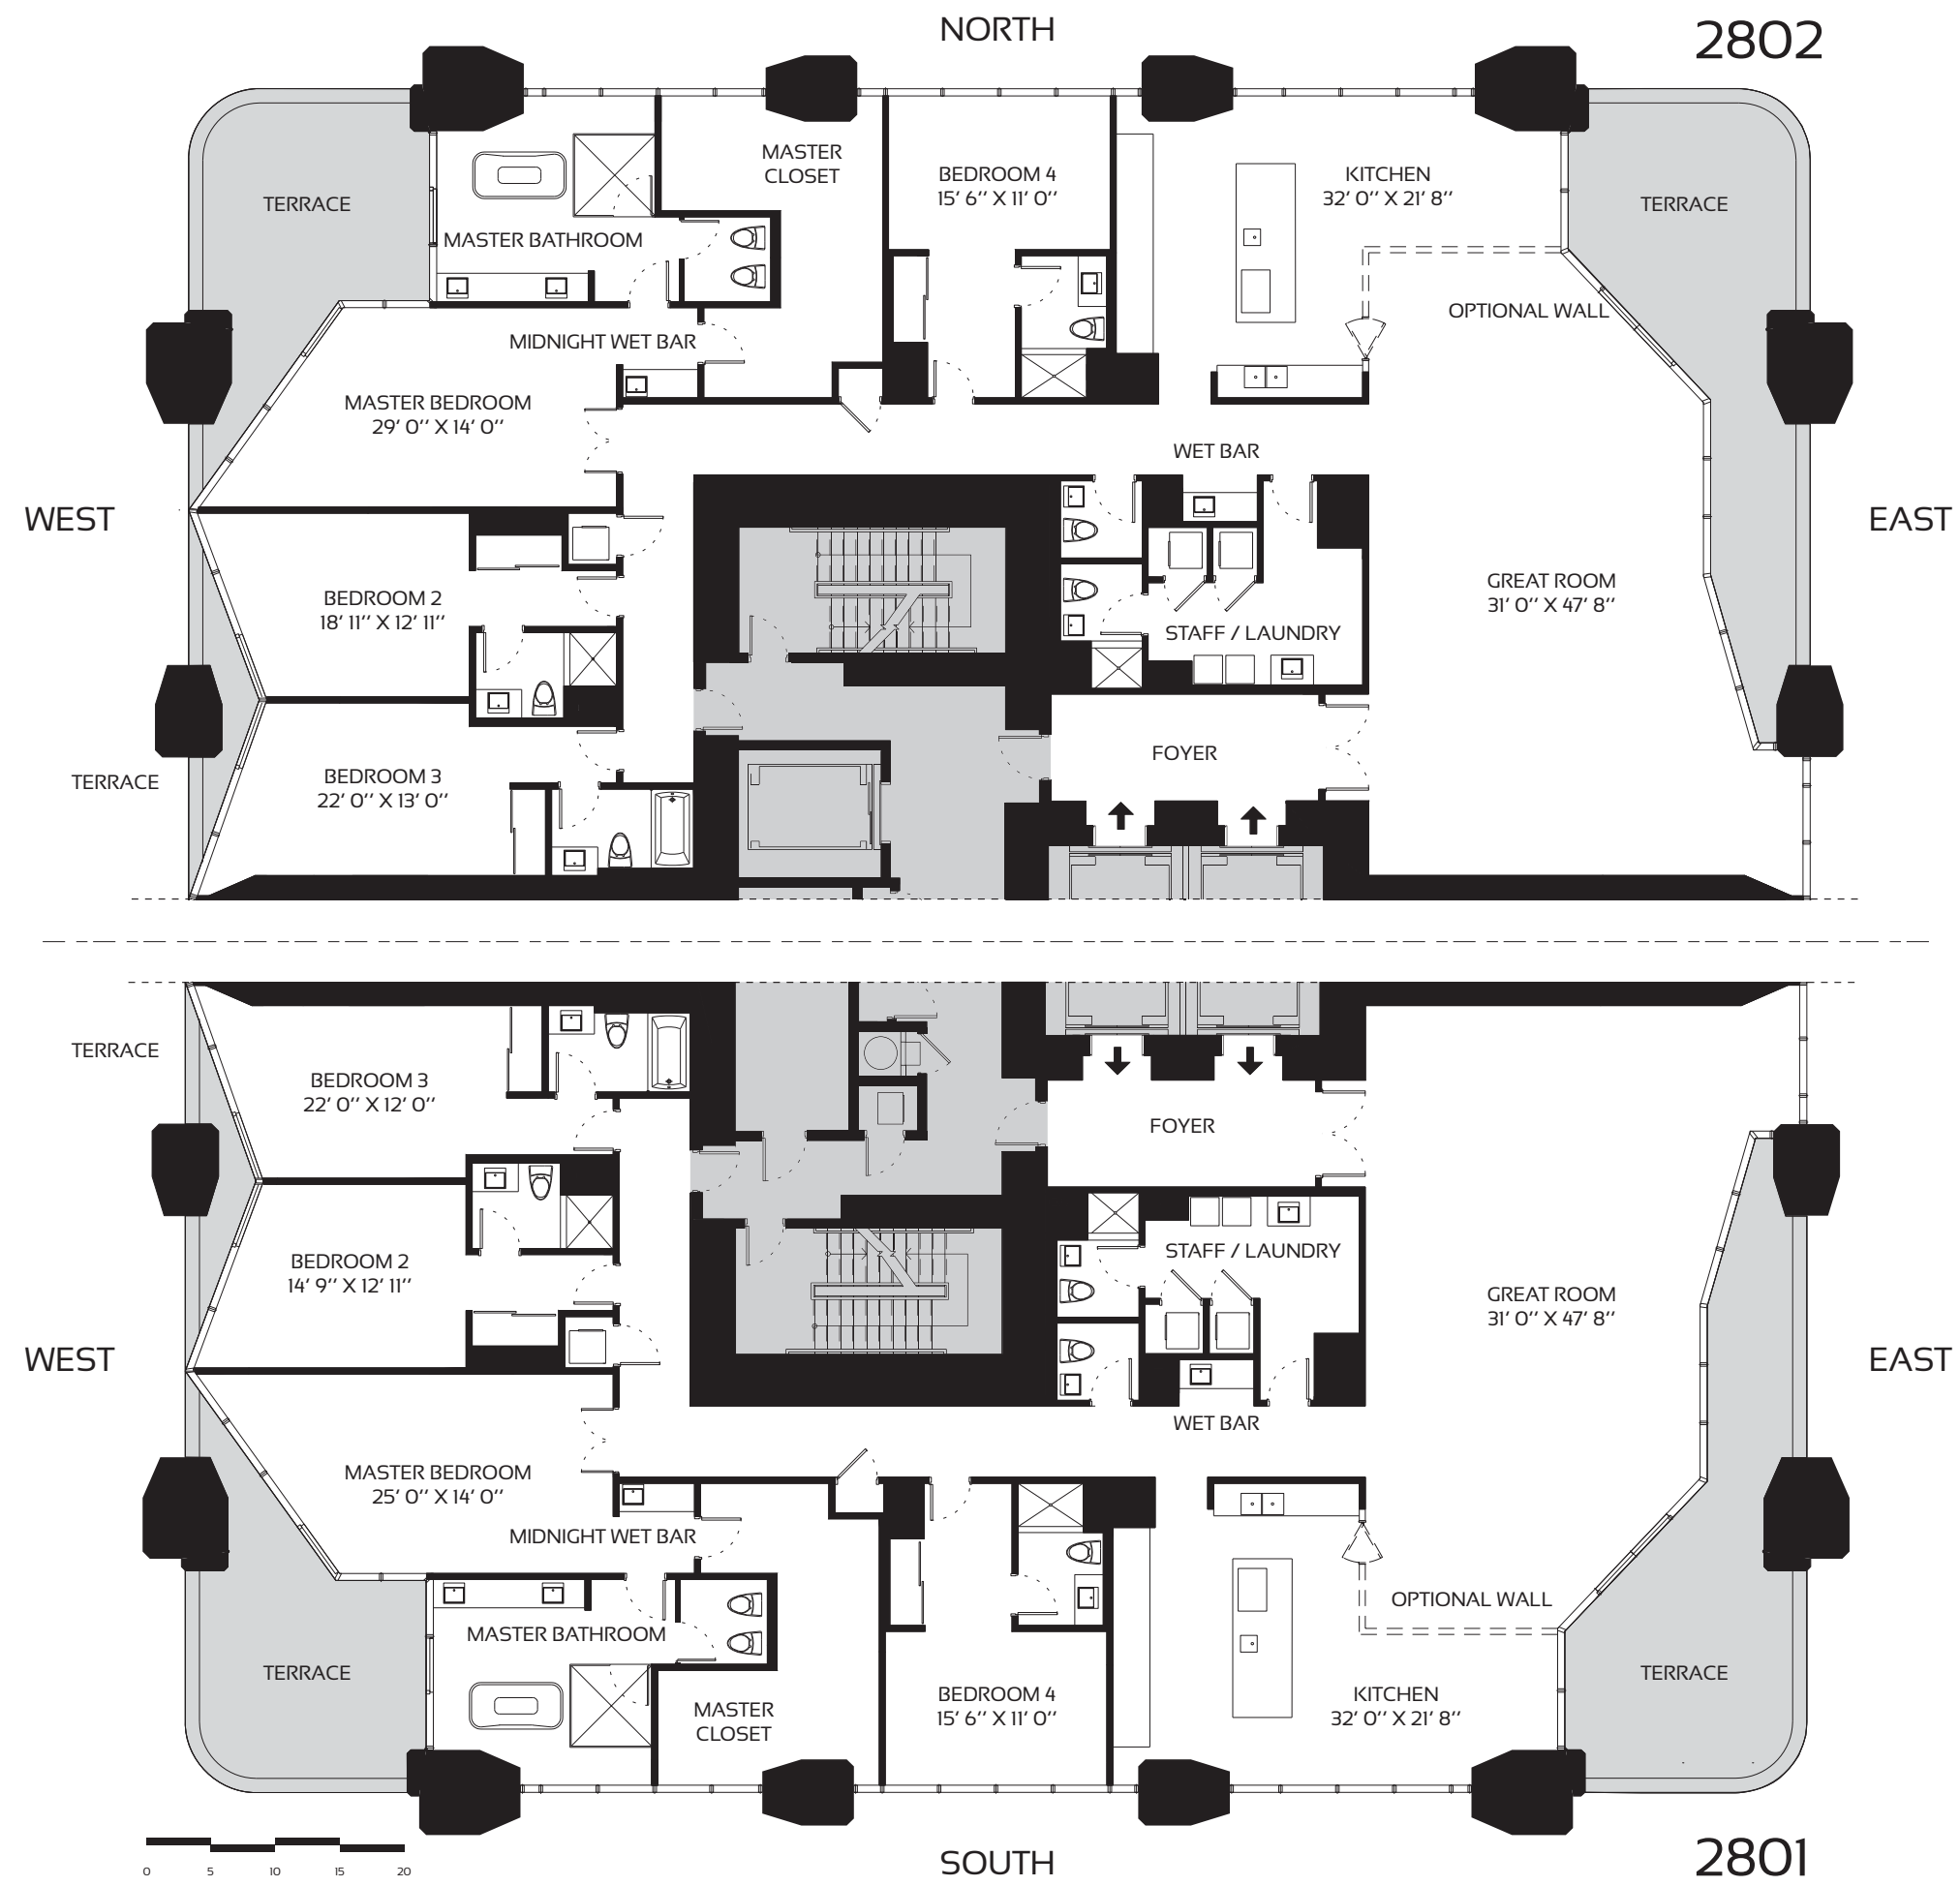 NORTH
2802
MASTER
CLOSET
BEDROOM 4
15' 6'' X 11' 0''
KITCHEN
32' 0'' X 21' 8''
TERRACE
TERRACE
MASTER BATHROOM
OPTIONAL WALL
MIDNIGHT WET BAR
MASTER BEDROOM
29' 0'' X 14' 0''
WET BAR
WEST
EAST
BEDROOM 2
18' 11'' X 12' 11''
GREAT ROOM
31' 0'' X 47' 8''
STAFF / LAUNDRY
FOYER
TERRACE
BEDROOM 3
22' 0'' X 13' 0''
TERRACE
BEDROOM 3
22' 0'' X 12' 0''
FOYER
STAFF / LAUNDRY
BEDROOM 2
14' 9'' X 12' 11''
GREAT ROOM
31' 0'' X 47' 8''
WEST
EAST
WET BAR
MASTER BEDROOM
25' 0'' X 14' 0''
MIDNIGHT WET BAR
OPTIONAL WALL
MASTER BATHROOM
TERRACE
TERRACE
MASTER
CLOSET
BEDROOM 4
15' 6'' X 11' 0''
KITCHEN
32' 0'' X 21' 8''
0 5 10 15 20
SOUTH
2801